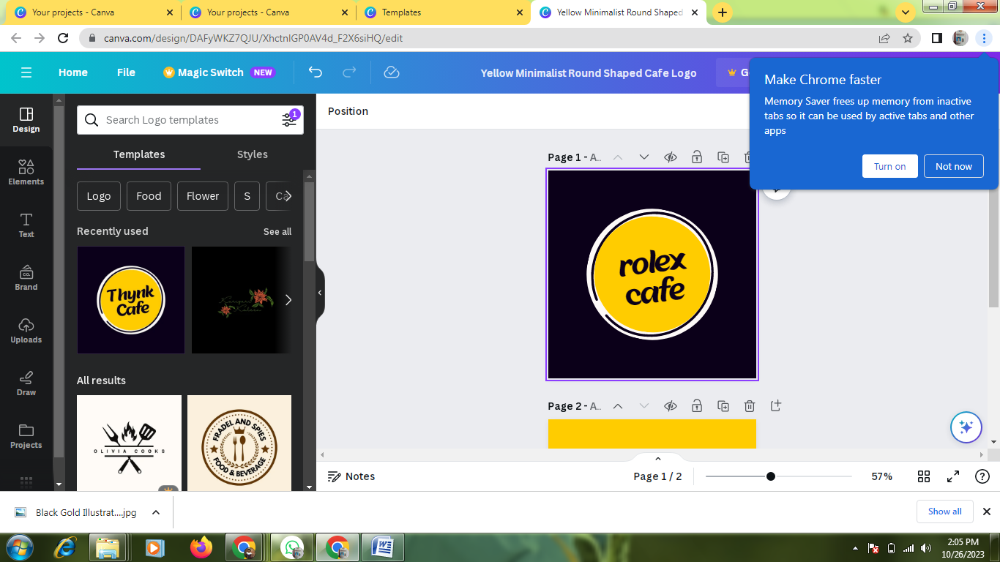 Your projects - Canva
Your projects - Canva
Templates
Yellow Minimalist Round Shaped
canva.com/design/DAFyWKZ7QJU/XhctnIGP0AV4d_F2X6siHQ/edit
Home
File
Magic Switch
NEW
Yellow Minimalist Round Shaped Cafe Logo
Make Chrome faster
Memory Saver frees up memory from inactive
tabs so it can be used by active tabs and other
apps
Turn on
Not now
Design
Elements
Text
CO.
Brand
Uploads
Draw
Projects
Search Logo templates
1
Templates
Styles
Logo
Food
Flower
S
Recently used
See all
Thynk
Cafe
All results
OLIVIA COOKS
FRADEL AND SPIES
FOOD & BEVERAGE
Position
Page 1 - A..
rolex
cafe
Page 2 - A..
Notes
Page 1 / 2
57%
Black Gold Illustrat....jpg
Show all
2:05 PM
10/26/2023